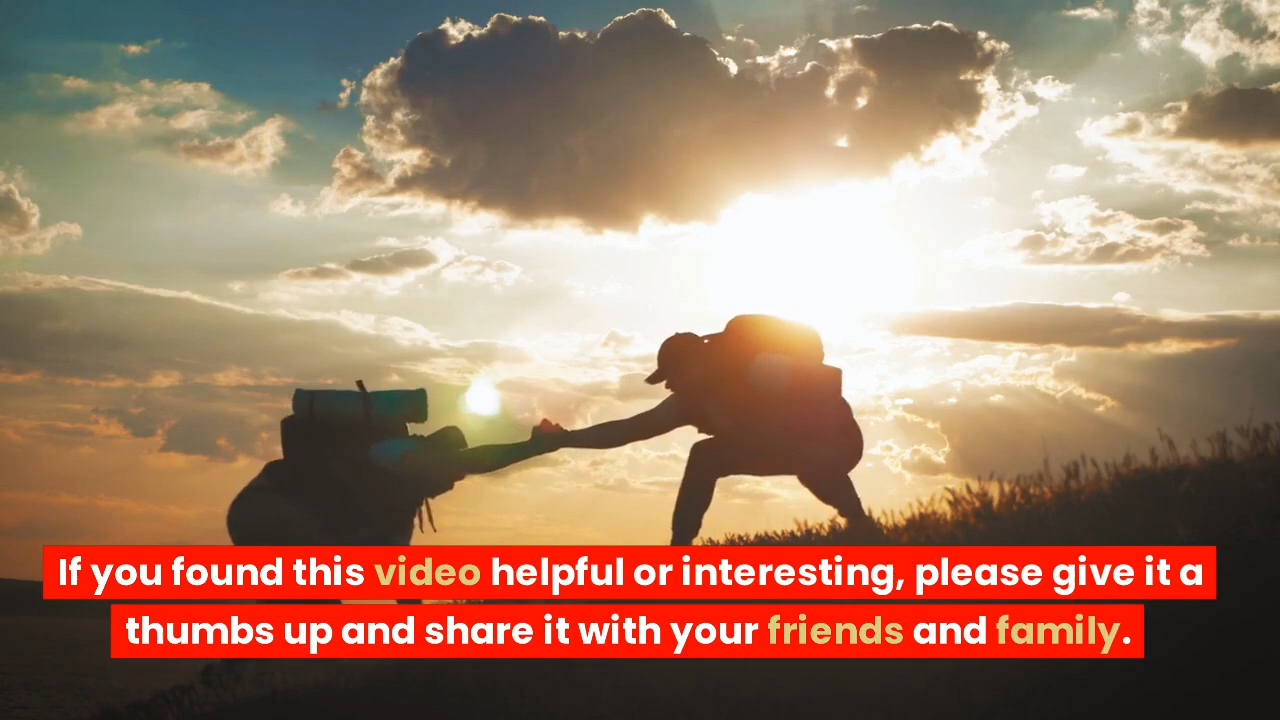 If you found this video helpful or interesting, please give it a
thumbs up and share it with your friends and family.